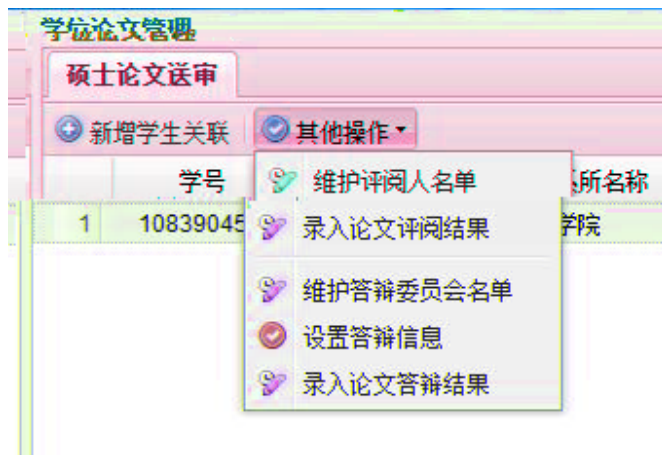 学位论文管理
硕士论文送审
新增学生关联 其他操作
学号 所名称
1 10839045 学院
维护评阅人名单
录入论文评阅结果
维护答辩委员会名单
设置答辩信息
录入论文答辩结果